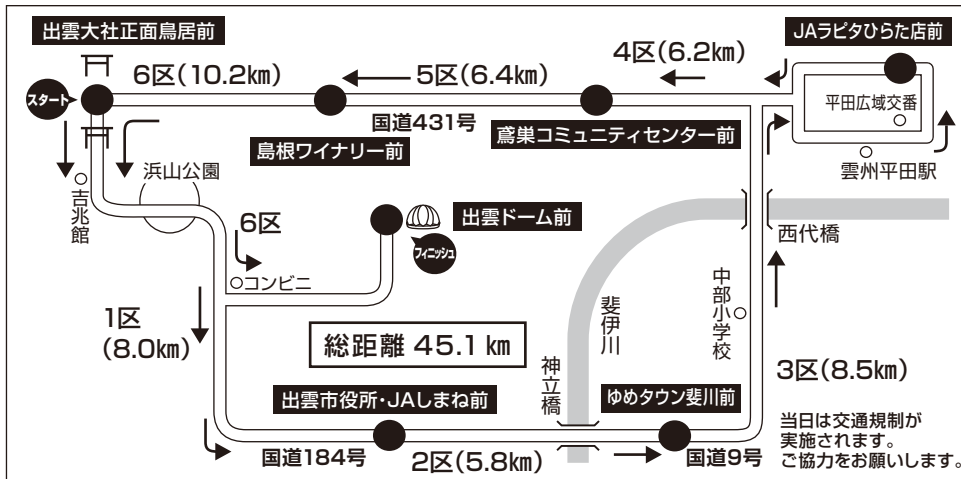 出雲大社正面鳥居前
JAラピタひらた店前
4区(6.2km)
6区(10.2km)
5区(6.4km)
スタート
平田広域交番
国道431号
島根ワイナリー前
鳶巣コミュニティセンター前
雲州平田駅
浜山公園
吉兆館
6区
出雲ドーム前
フィニッシュ
西代橋
コンビニ
中部小学校
斐伊川
1区
(8.0km)
総距離 45.1 km
神立橋
3区(8.5km)
出雲市役所・JAしまね前
ゆめタウン斐川前
国道184号
2区(5.8km)
国道9号
当日は交通規制が
実施されます。
ご協力をお願いします。